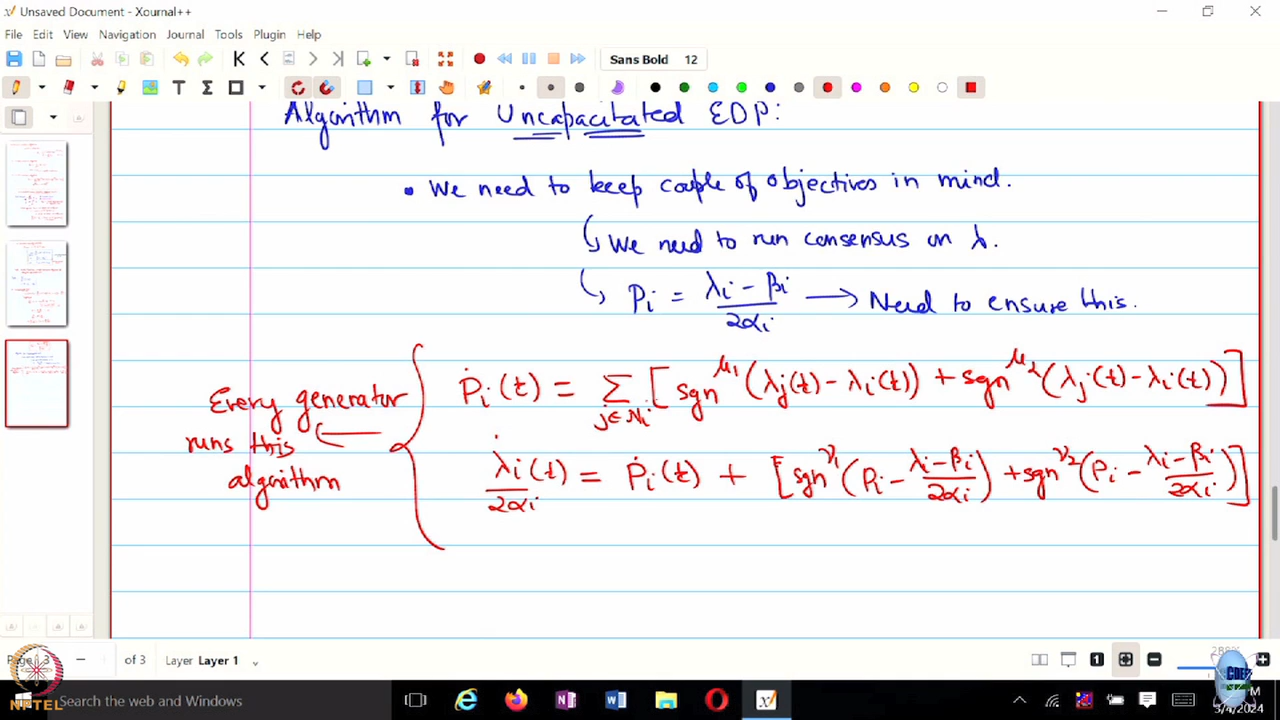 Unsaved Document - Xournal++
File Edit View Navigation Journal Tools Plugin Help
Sans Bold 12
Algorithm for Uncapacitated EDP:
• We need to keep couple of objectives in mind.
↳ We need to run consensus on λ.
↳ Pi = (λi − βi)/(2αi) → Need to ensure this.
Every generator runs this algorithm
Ṗi(t) = Σ_{j∈Ni} [sgn^μ1 (λj(t) − λi(t)) + sgn^μ2 (λj(t) − λi(t))]
λ̇i(t)/(2αi) = Ṗi(t) + [sgn^ν1 (Pi − (λi − βi)/(2αi)) + sgn^ν2 (Pi − (λi − βi)/(2αi))]
of 3 Layer Layer 1
NPTEL
Search the web and Windows